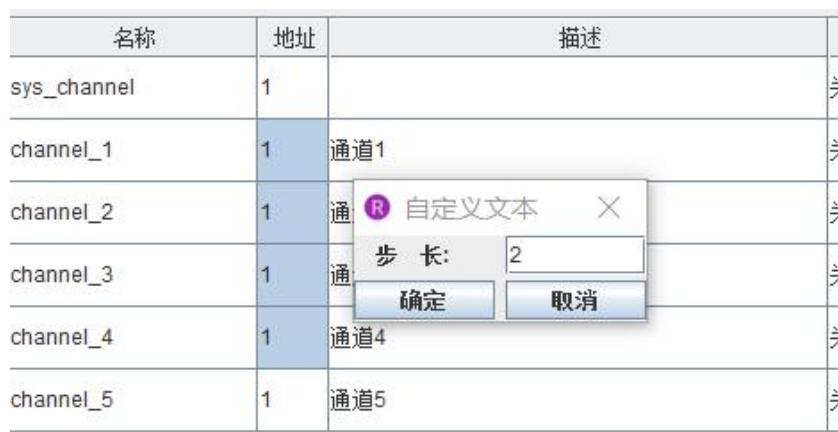 名称 地址 描述
sys_channel 1
channel_1 1 通道1
channel_2 1 通
channel_3 1 通
channel_4 1 通道4
channel_5 1 通道5
R 自定义文本
步 长: 2
确定 取消